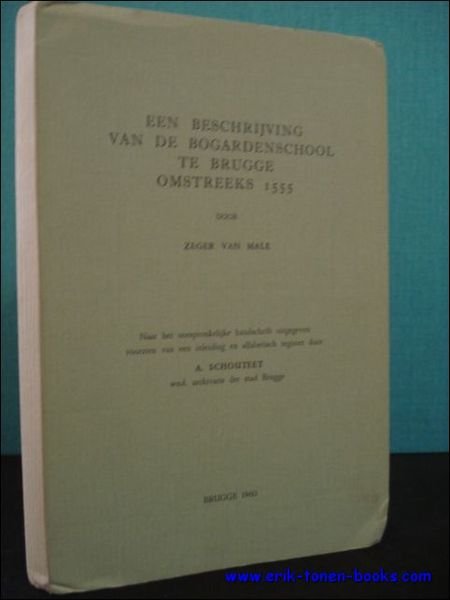 EEN BESCHRIJVING
VAN DE BOGARDENSCHOOL
TE BRUGGE
OMSTREEKS 1555
DOOR
ZEGER VAN MALE
Naar het oorspronkelijke handschrift uitgegeven
voorzien van een inleiding en alfabetisch register door
A. SCHOUTEET
wnd. archivaris der stad Brugge
BRUGGE 1960
www.erik-tonen-books.com